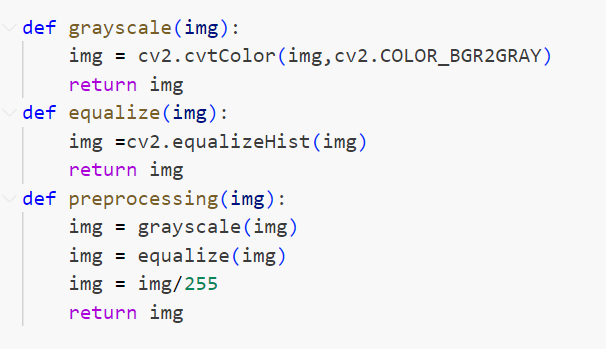 def grayscale(img):
    img = cv2.cvtColor(img,cv2.COLOR_BGR2GRAY)
    return img
def equalize(img):
    img =cv2.equalizeHist(img)
    return img
def preprocessing(img):
    img = grayscale(img)
    img = equalize(img)
    img = img/255
    return img